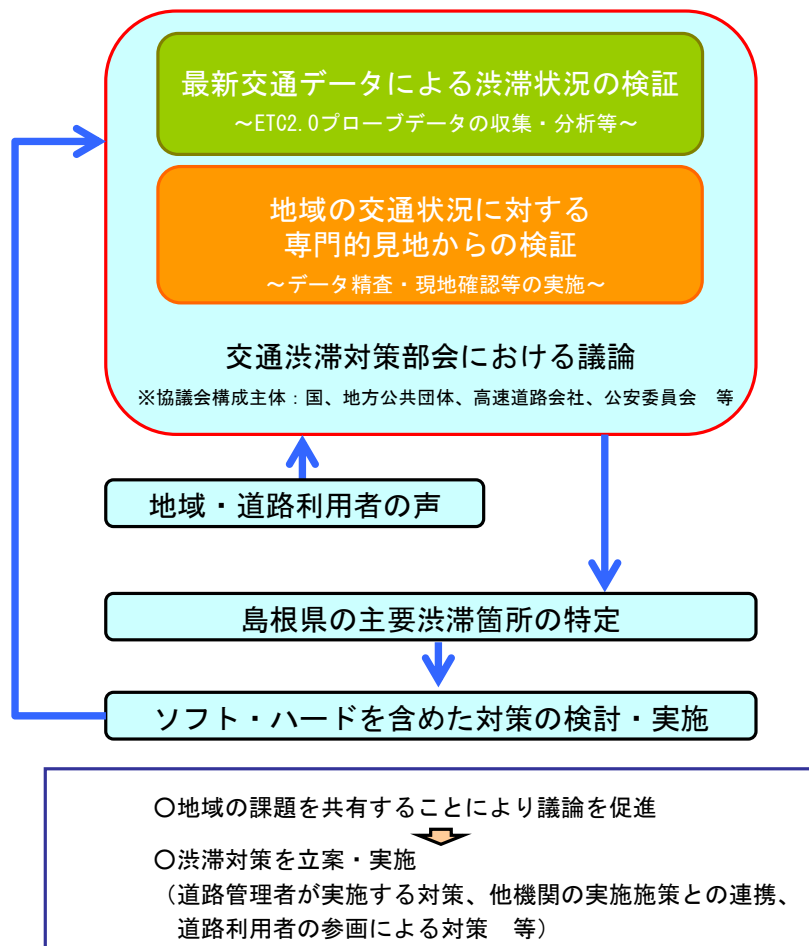 最新交通データによる渋滞状況の検証
～ETC2.0プローブデータの収集・分析等～
地域の交通状況に対する
専門的見地からの検証
～データ精査・現地確認等の実施～
交通渋滞対策部会における議論
※協議会構成主体：国、地方公共団体、高速道路会社、公安委員会　等
地域・道路利用者の声
島根県の主要渋滞箇所の特定
ソフト・ハードを含めた対策の検討・実施
〇地域の課題を共有することにより議論を促進
〇渋滞対策を立案・実施
（道路管理者が実施する対策、他機関の実施施策との連携、
道路利用者の参画による対策　等）